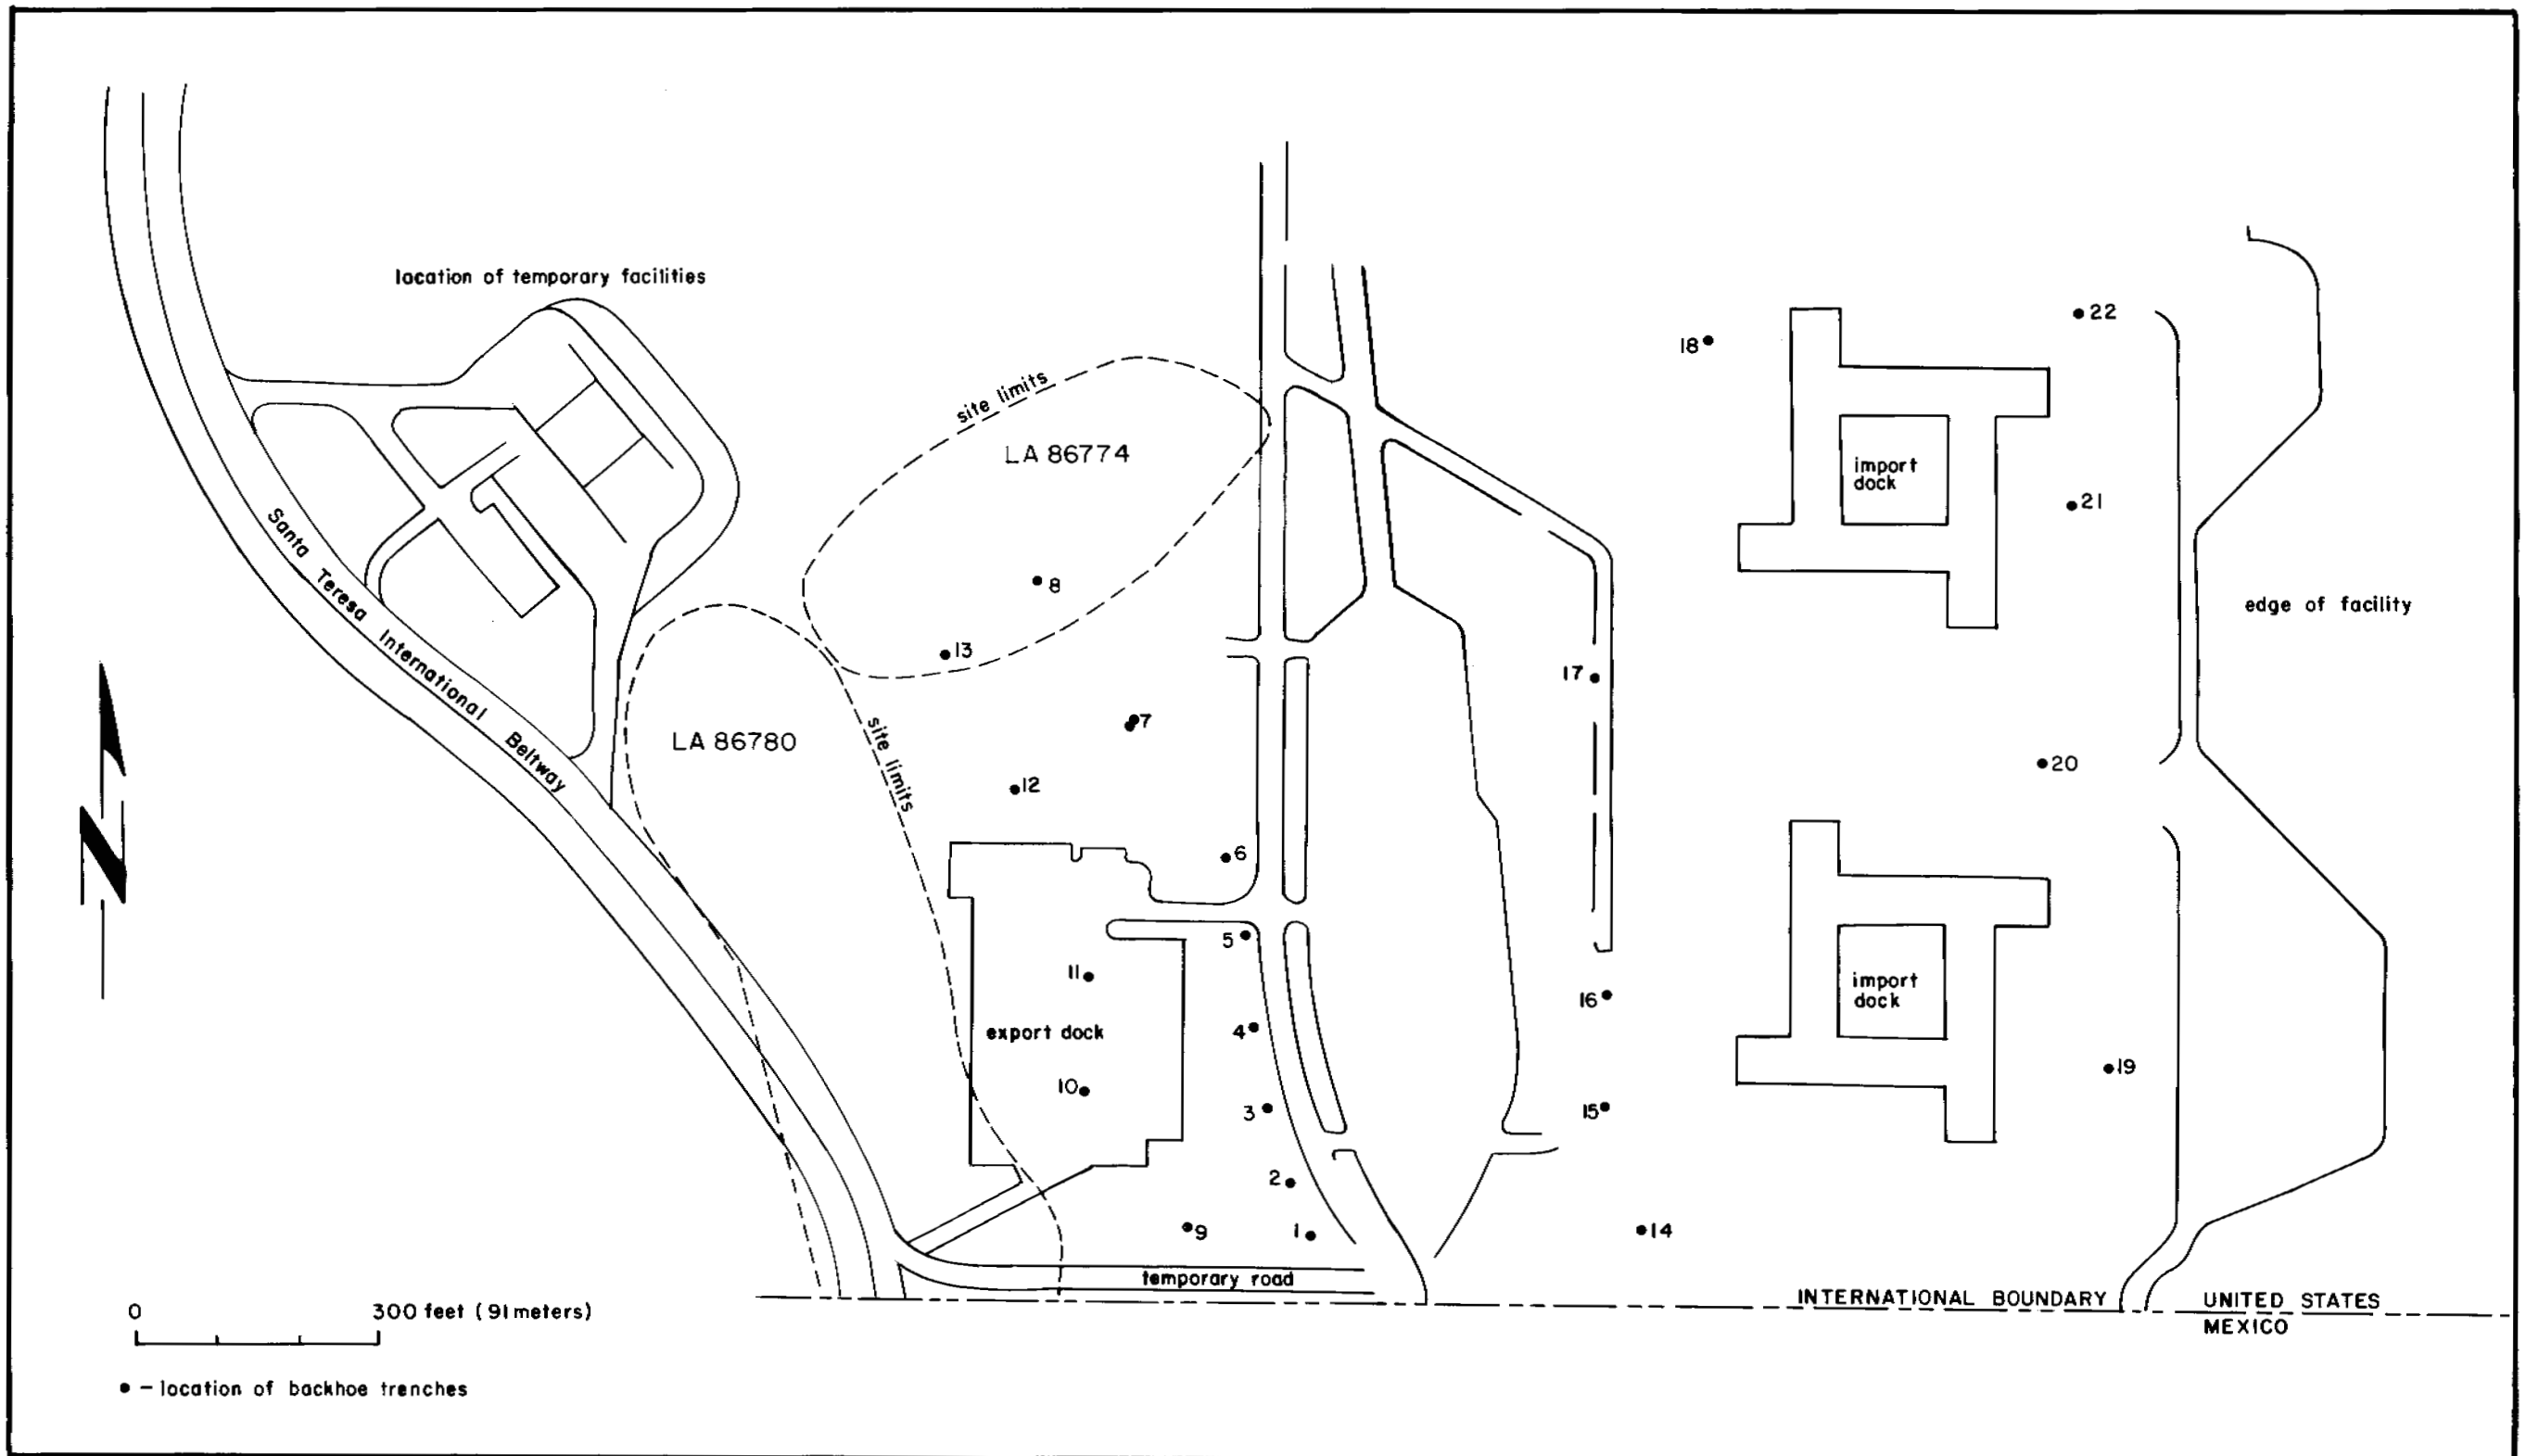 location of temporary facilities
22
18
site limits
LA 86774
import
dock
21
Santa Teresa International Beltway
8
edge of facility
13
17
7
site limits
LA 86780
20
12
6
5
11
import
dock
16
4
export dock
19
10
3
15
2
9
1
14
temporary road
INTERNATIONAL BOUNDARY
UNITED STATES
MEXICO
0
300 feet (91 meters)
● – location of backhoe trenches
N